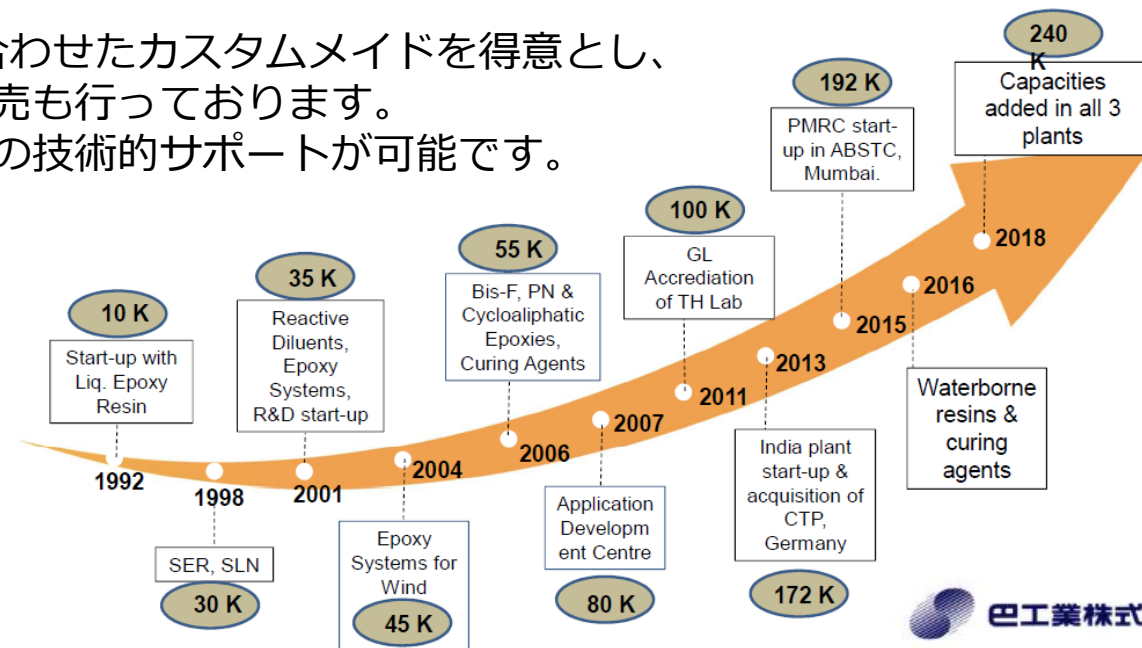 合わせたカスタムメイドを得意とし、
売も行っております。
の技術的サポートが可能です。
240
K
Capacities
added in all 3
plants
192 K
PMRC start-
up in ABSTC,
Mumbai.
100 K
GL
Accrediation
of TH Lab
55 K
Bis-F, PN &
Cycloaliphatic
Epoxies,
Curing Agents
35 K
Reactive
Diluents,
Epoxy
Systems,
R&D start-up
10 K
Start-up with
Liq. Epoxy
Resin
1992
1998
2001
2004
2006
2007
2011
2013
2015
2016
2018
SER, SLN
30 K
Epoxy
Systems for
Wind
45 K
Application
Developm
ent Centre
80 K
India plant
start-up &
acquisition of
CTP,
Germany
172 K
Waterborne
resins &
curing
agents
巴工業株式